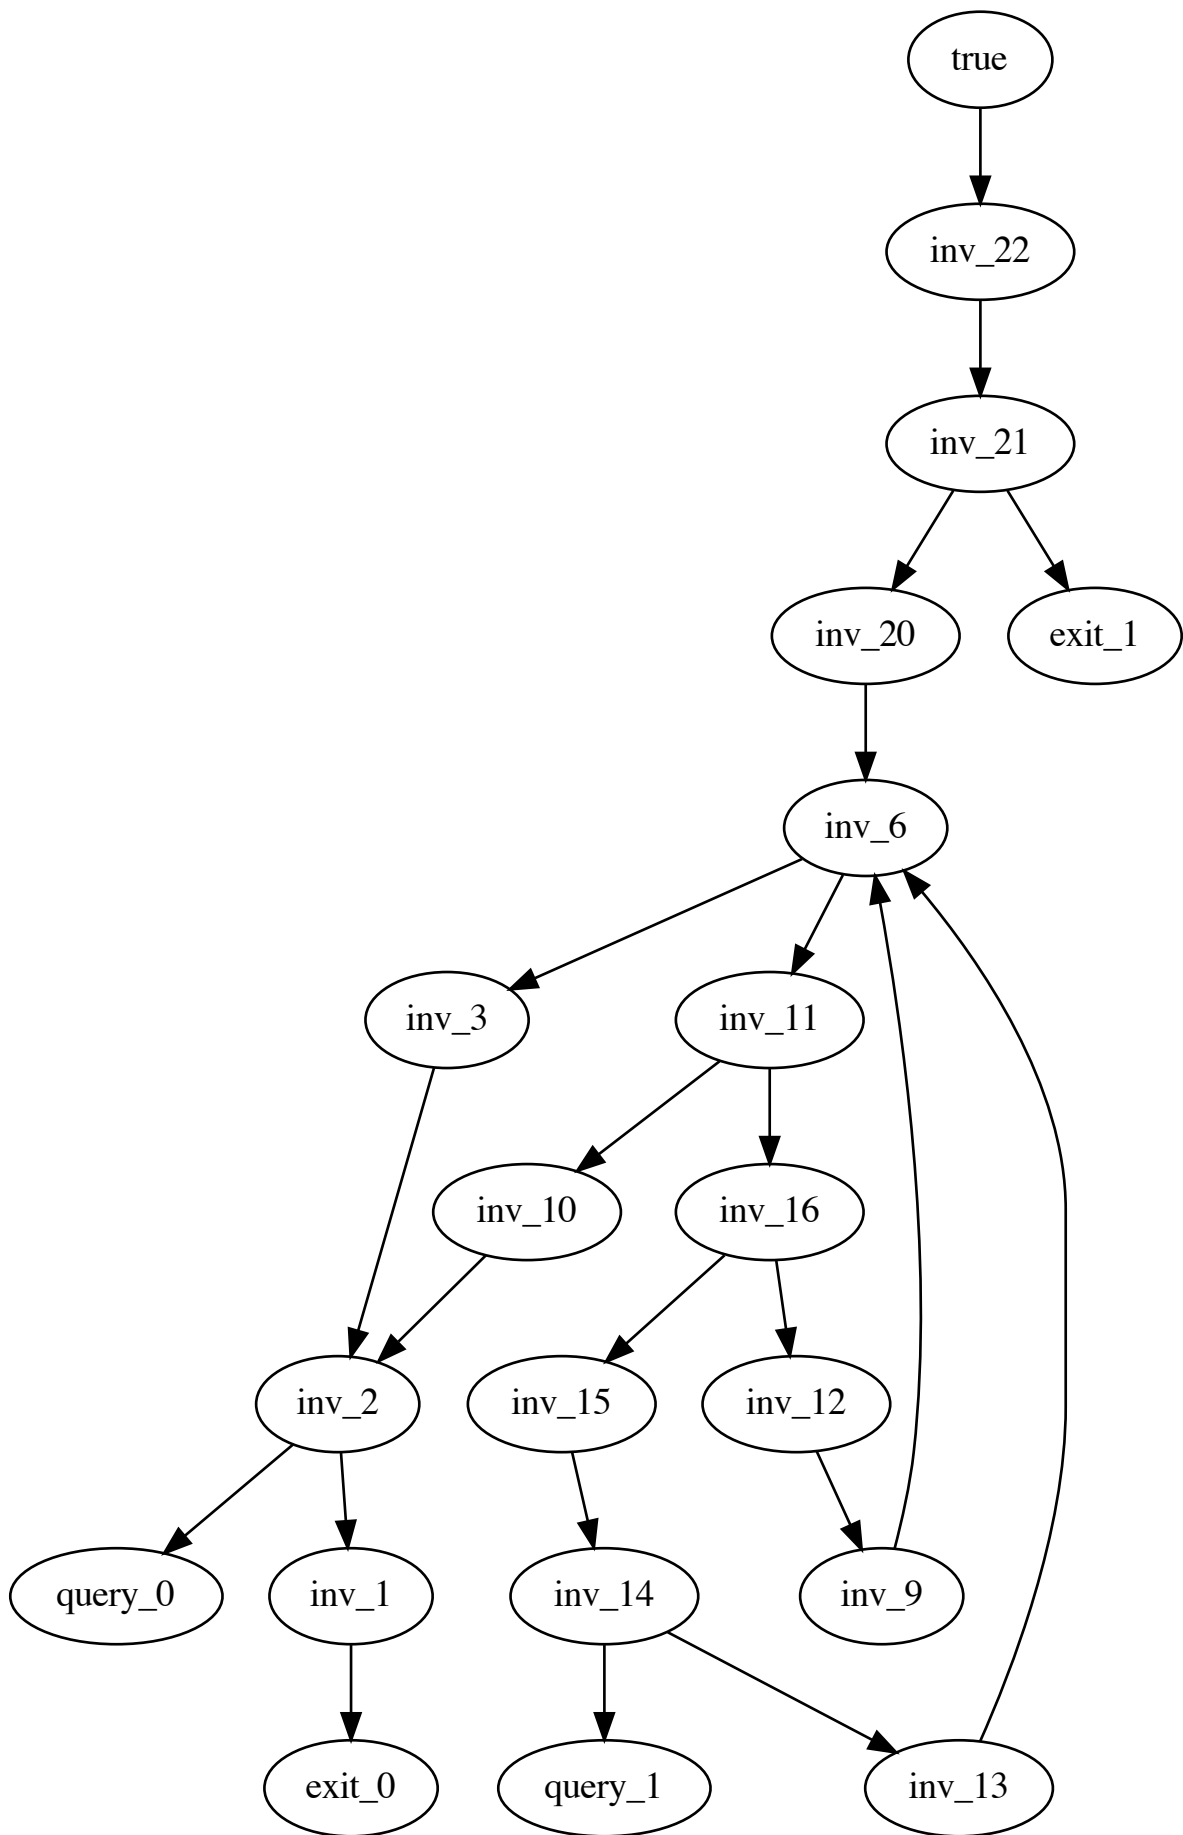 true
inv_22
inv_21
inv_20
exit_1
inv_6
inv_3
inv_11
inv_10
inv_16
inv_2
inv_15
inv_12
query_0
inv_1
inv_14
inv_9
exit_0
query_1
inv_13